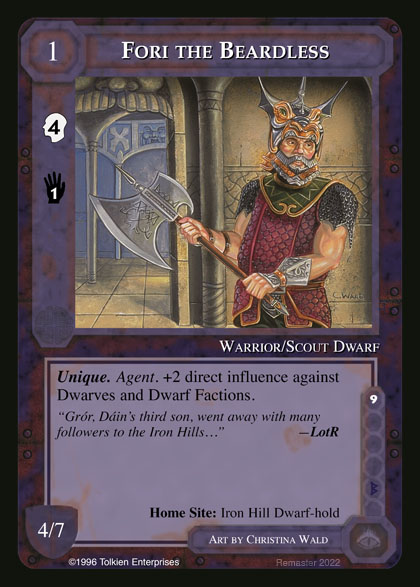 1
FORI THE BEARDLESS
4
1
C. WALD
WARRIOR/SCOUT DWARF
Unique. Agent. +2 direct influence against
Dwarves and Dwarf Factions.
“Grór, Dáin’s third son, went away with many
followers to the Iron Hills…” —LotR
9
Home Site: Iron Hill Dwarf-hold
4/7
ART BY CHRISTINA WALD
©1996 Tolkien Enterprises
Remaster 2022